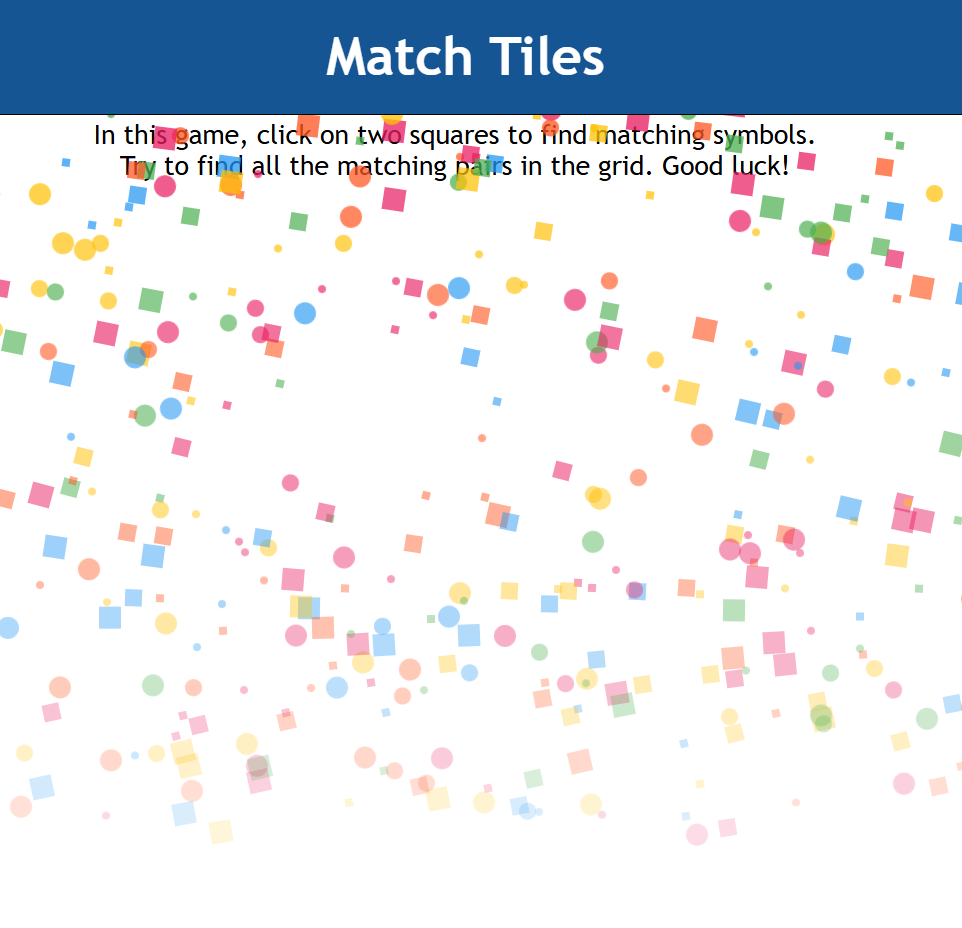 Match Tiles
In this game, click on two squares to find matching symbols.
Try to find all the matching pairs in the grid. Good luck!